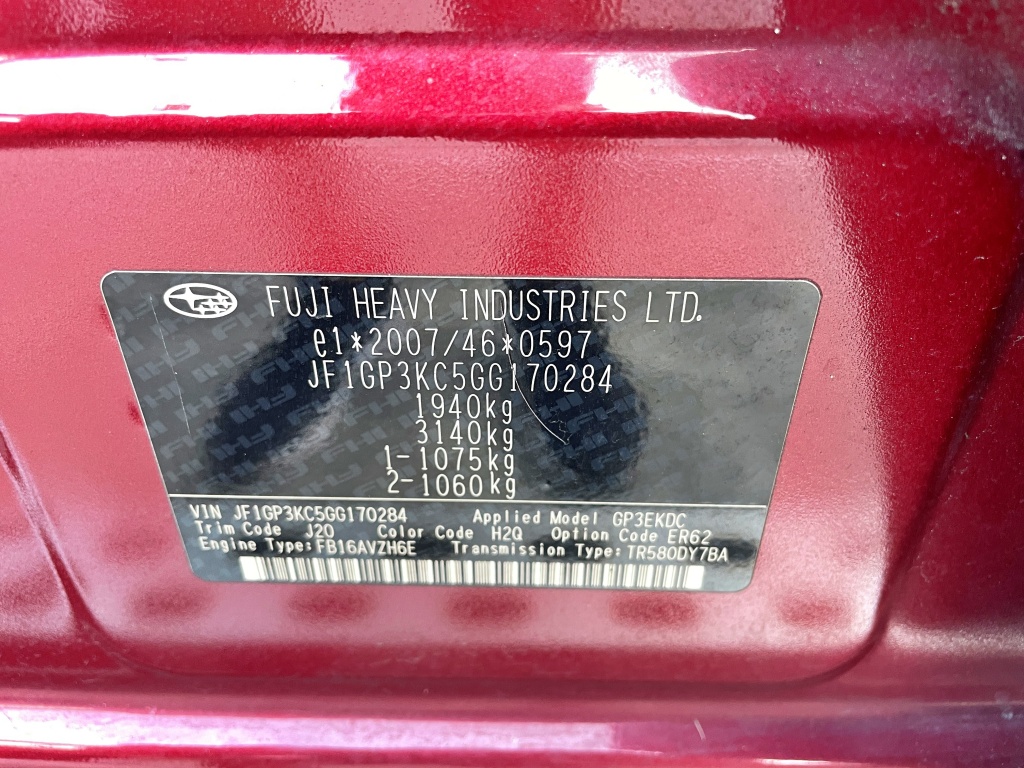 FUJI HEAVY INDUSTRIES LTD.
e1*2007/46*0597
JF1GP3KC5GG170284
1940kg
3140kg
1-1075kg
2-1060kg
VIN JF1GP3KC5GG170284 Applied Model GP3EKDC
Trim Code J20 Color Code H2Q Option Code ER62
Engine Type:FB16AVZH6E Transmission Type:TR580DY7BA